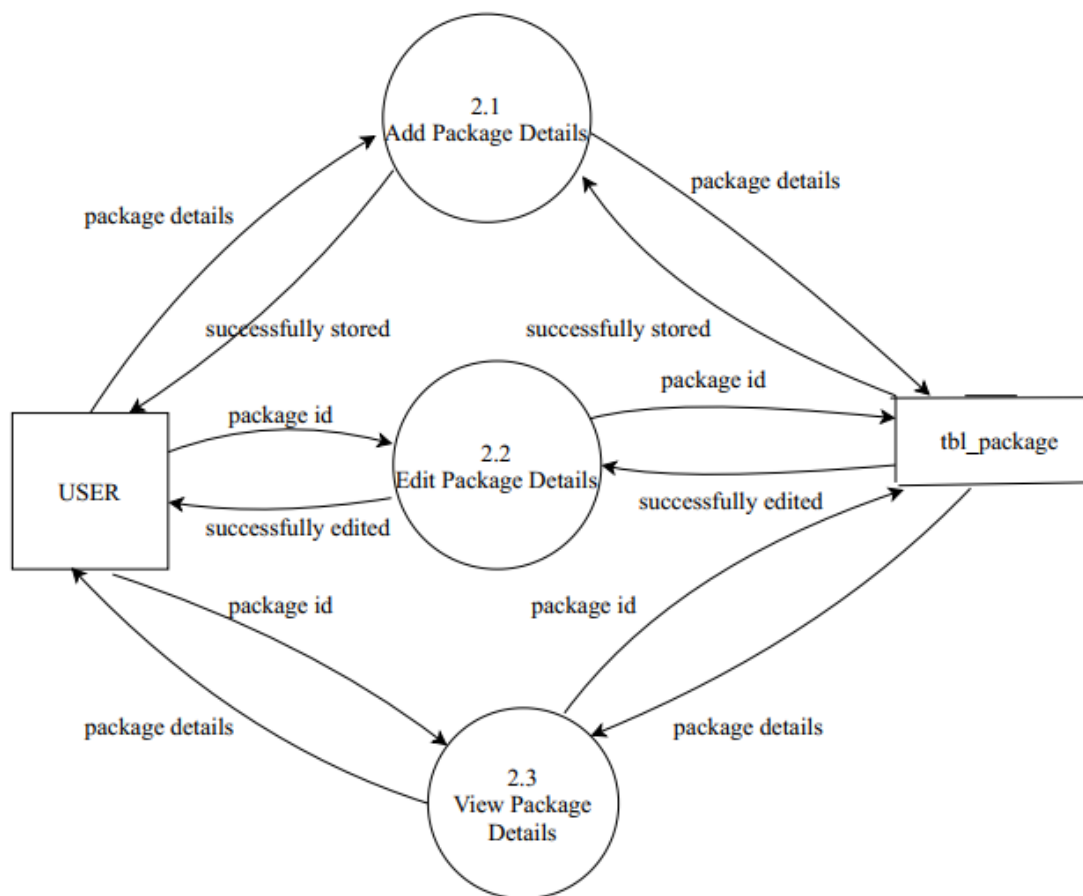 2.1
Add Package Details
package details
package details
successfully stored
successfully stored
package id
package id
2.2
Edit Package Details
USER
tbl_package
successfully edited
successfully edited
package id
package id
package details
package details
2.3
View Package
Details